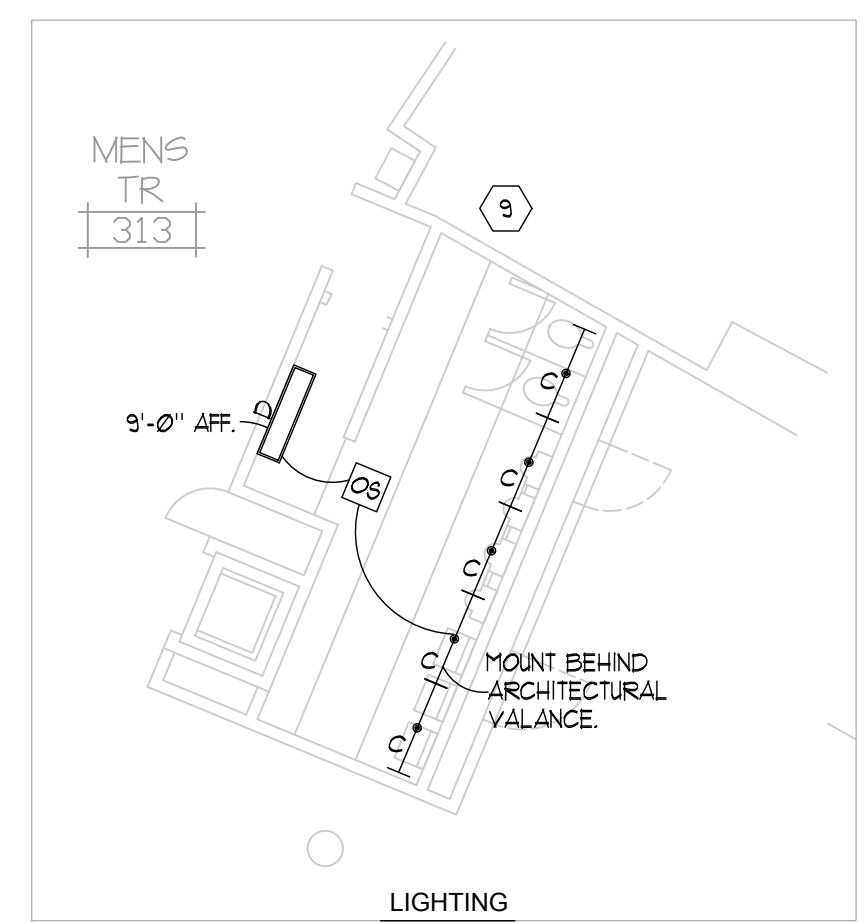 MENS
TR
313
9
C
D
9'-Ø" AFF.
C
OS
C
C
MOUNT BEHIND
ARCHITECTURAL
VALANCE.
C
LIGHTING